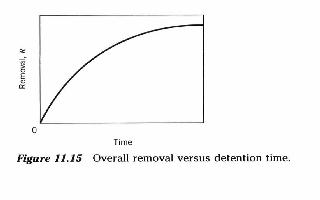 Removal, R
0
Time
Figure 11.15 Overall removal versus detention time.